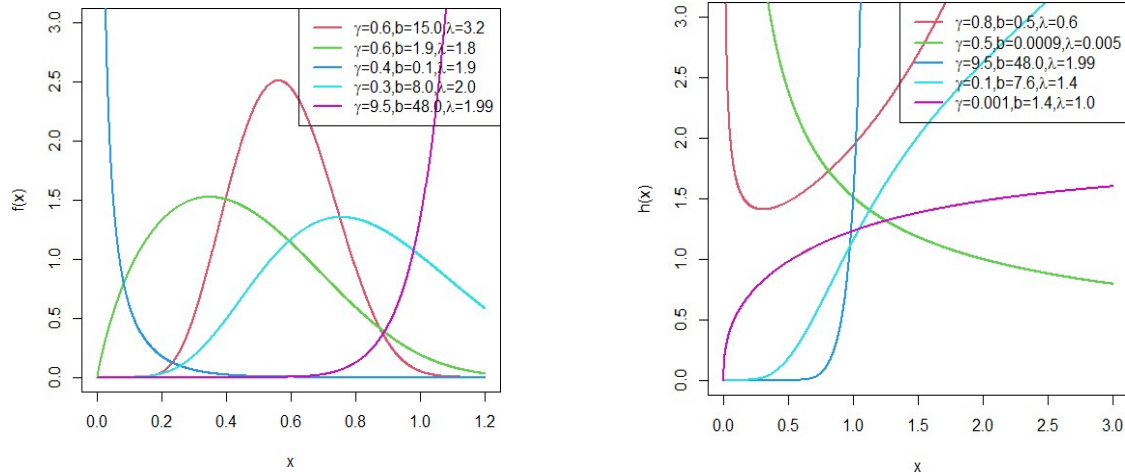 γ=0.6,b=15.0,λ=3.2
γ=0.6,b=1.9,λ=1.8
γ=0.4,b=0.1,λ=1.9
γ=0.3,b=8.0,λ=2.0
γ=9.5,b=48.0,λ=1.99
f(x)
0.0 0.5 1.0 1.5 2.0 2.5 3.0
0.0 0.2 0.4 0.6 0.8 1.0 1.2
x
γ=0.8,b=0.5,λ=0.6
γ=0.5,b=0.0009,λ=0.005
γ=9.5,b=48.0,λ=1.99
γ=0.1,b=7.6,λ=1.4
γ=0.001,b=1.4,λ=1.0
h(x)
0.0 0.5 1.0 1.5 2.0 2.5 3.0
0.0 0.5 1.0 1.5 2.0 2.5 3.0
x